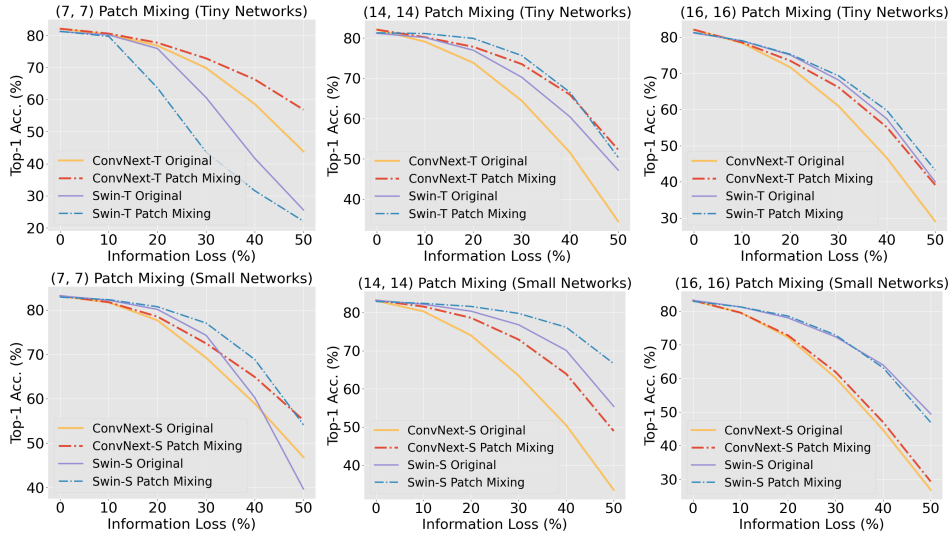 (7, 7) Patch Mixing (Tiny Networks)
Top-1 Acc. (%)
80
70
60
50
40
30
20
ConvNext-T Original
ConvNext-T Patch Mixing
Swin-T Original
Swin-T Patch Mixing
0 10 20 30 40 50
Information Loss (%)
(14, 14) Patch Mixing (Tiny Networks)
Top-1 Acc. (%)
80
70
60
50
40
ConvNext-T Original
ConvNext-T Patch Mixing
Swin-T Original
Swin-T Patch Mixing
0 10 20 30 40 50
Information Loss (%)
(16, 16) Patch Mixing (Tiny Networks)
Top-1 Acc. (%)
80
70
60
50
40
30
ConvNext-T Original
ConvNext-T Patch Mixing
Swin-T Original
Swin-T Patch Mixing
0 10 20 30 40 50
Information Loss (%)
(7, 7) Patch Mixing (Small Networks)
Top-1 Acc. (%)
80
70
60
50
40
ConvNext-S Original
ConvNext-S Patch Mixing
Swin-S Original
Swin-S Patch Mixing
0 10 20 30 40 50
Information Loss (%)
(14, 14) Patch Mixing (Small Networks)
Top-1 Acc. (%)
80
70
60
50
40
ConvNext-S Original
ConvNext-S Patch Mixing
Swin-S Original
Swin-S Patch Mixing
0 10 20 30 40 50
Information Loss (%)
(16, 16) Patch Mixing (Small Networks)
Top-1 Acc. (%)
80
70
60
50
40
30
ConvNext-S Original
ConvNext-S Patch Mixing
Swin-S Original
Swin-S Patch Mixing
0 10 20 30 40 50
Information Loss (%)